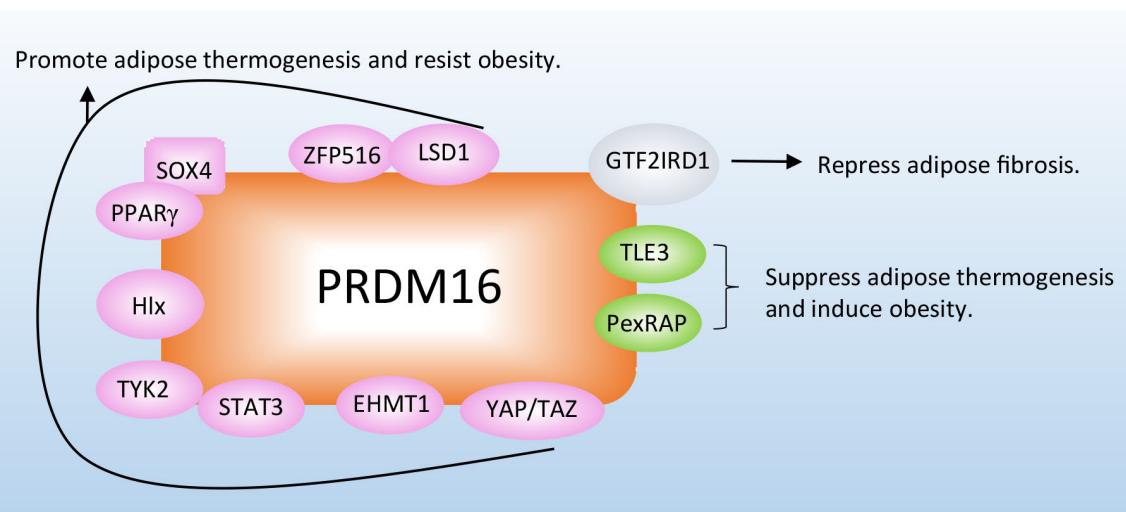 Promote adipose thermogenesis and resist obesity.
SOX4
PPARγ
ZFP516
LSD1
GTF2IRD1
Repress adipose fibrosis.
TLE3
PexRAP
Suppress adipose thermogenesis
and induce obesity.
PRDM16
Hlx
TYK2
STAT3
EHMT1
YAP/TAZ